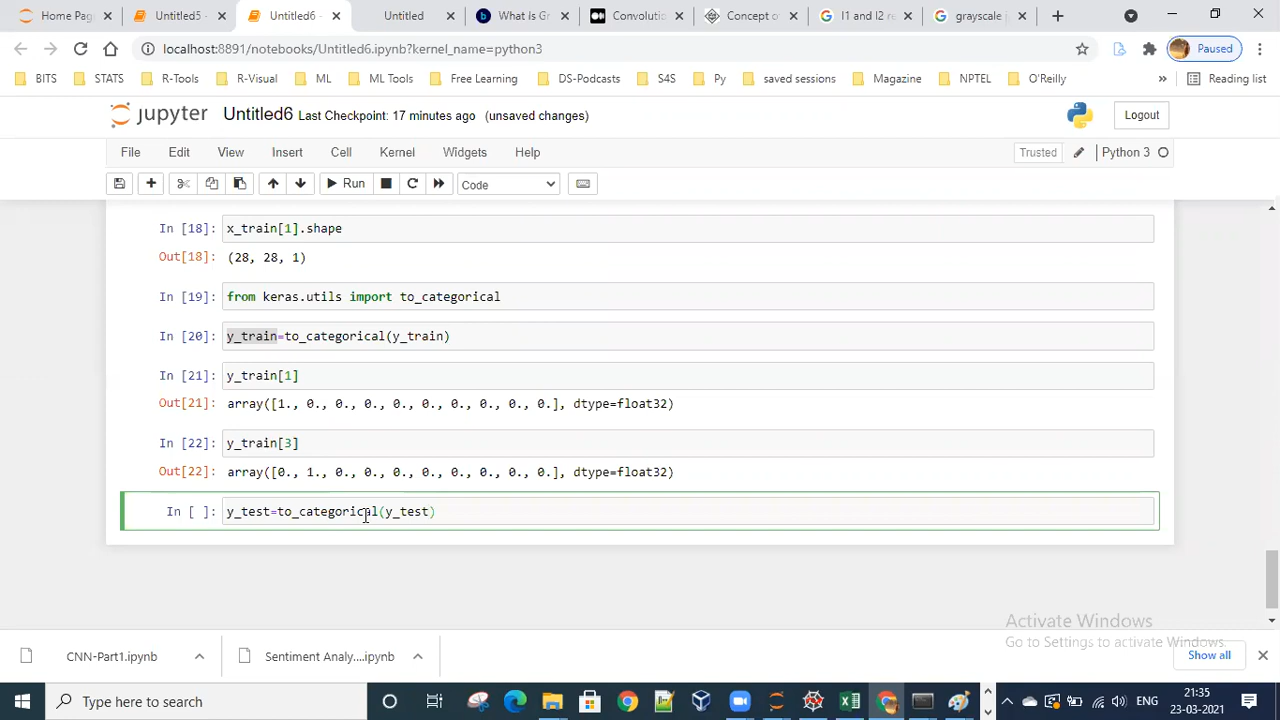 Home Pag
Untitled5 -
Untitled6 -
Untitled
What is Gr
Convolutio
Concept o
l1 and l2 re
grayscale i
localhost:8891/notebooks/Untitled6.ipynb?kernel_name=python3
Paused
BITS
STATS
R-Tools
R-Visual
ML
ML Tools
Free Learning
DS-Podcasts
S4S
Py
saved sessions
Magazine
NPTEL
O'Reilly
»
Reading list
jupyter Untitled6 Last Checkpoint: 17 minutes ago (unsaved changes)
Logout
File Edit View Insert Cell Kernel Widgets Help
Trusted
Python 3
Run
Code
In [18]: x_train[1].shape
Out[18]: (28, 28, 1)
In [19]: from keras.utils import to_categorical
In [20]: y_train=to_categorical(y_train)
In [21]: y_train[1]
Out[21]: array([1., 0., 0., 0., 0., 0., 0., 0., 0., 0.], dtype=float32)
In [22]: y_train[3]
Out[22]: array([0., 1., 0., 0., 0., 0., 0., 0., 0., 0.], dtype=float32)
In [ ]: y_test=to_categorical(y_test)
Activate Windows
Go to Settings to activate Windows.
CNN-Part1.ipynb
Sentiment Analy....ipynb
Show all
Type here to search
ENG
21:35
23-03-2021